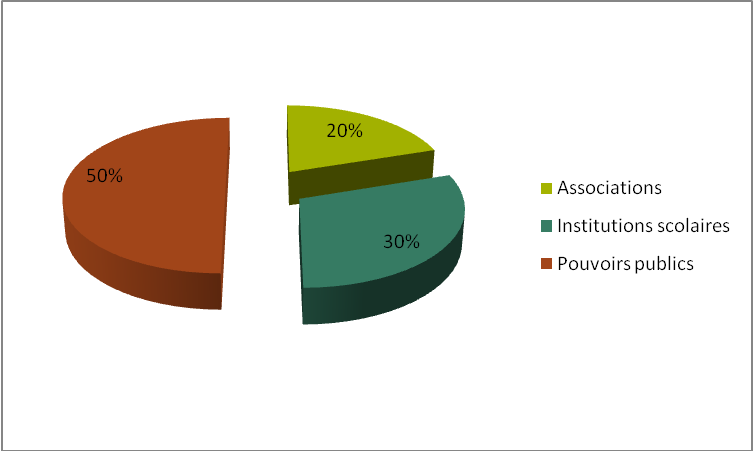 20%
50%
30%
Associations
Institutions scolaires
Pouvoirs publics